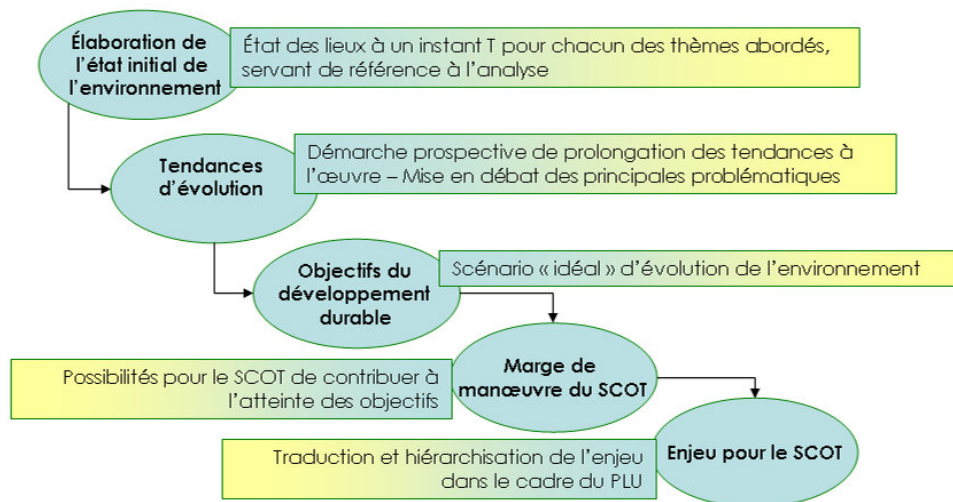 Élaboration de
l'état initial de
l'environnement
État des lieux à un instant T pour chacun des thèmes abordés,
servant de référence à l'analyse
Tendances
d'évolution
Démarche prospective de prolongation des tendances à
l'œuvre – Mise en débat des principales problématiques
Objectifs du
développement
durable
Scénario « idéal » d'évolution de l'environnement
Possibilités pour le SCOT de contribuer à
l'atteinte des objectifs
Marge de
manœuvre du SCOT
Traduction et hiérarchisation de l'enjeu
dans le cadre du PLU
Enjeu pour le SCOT